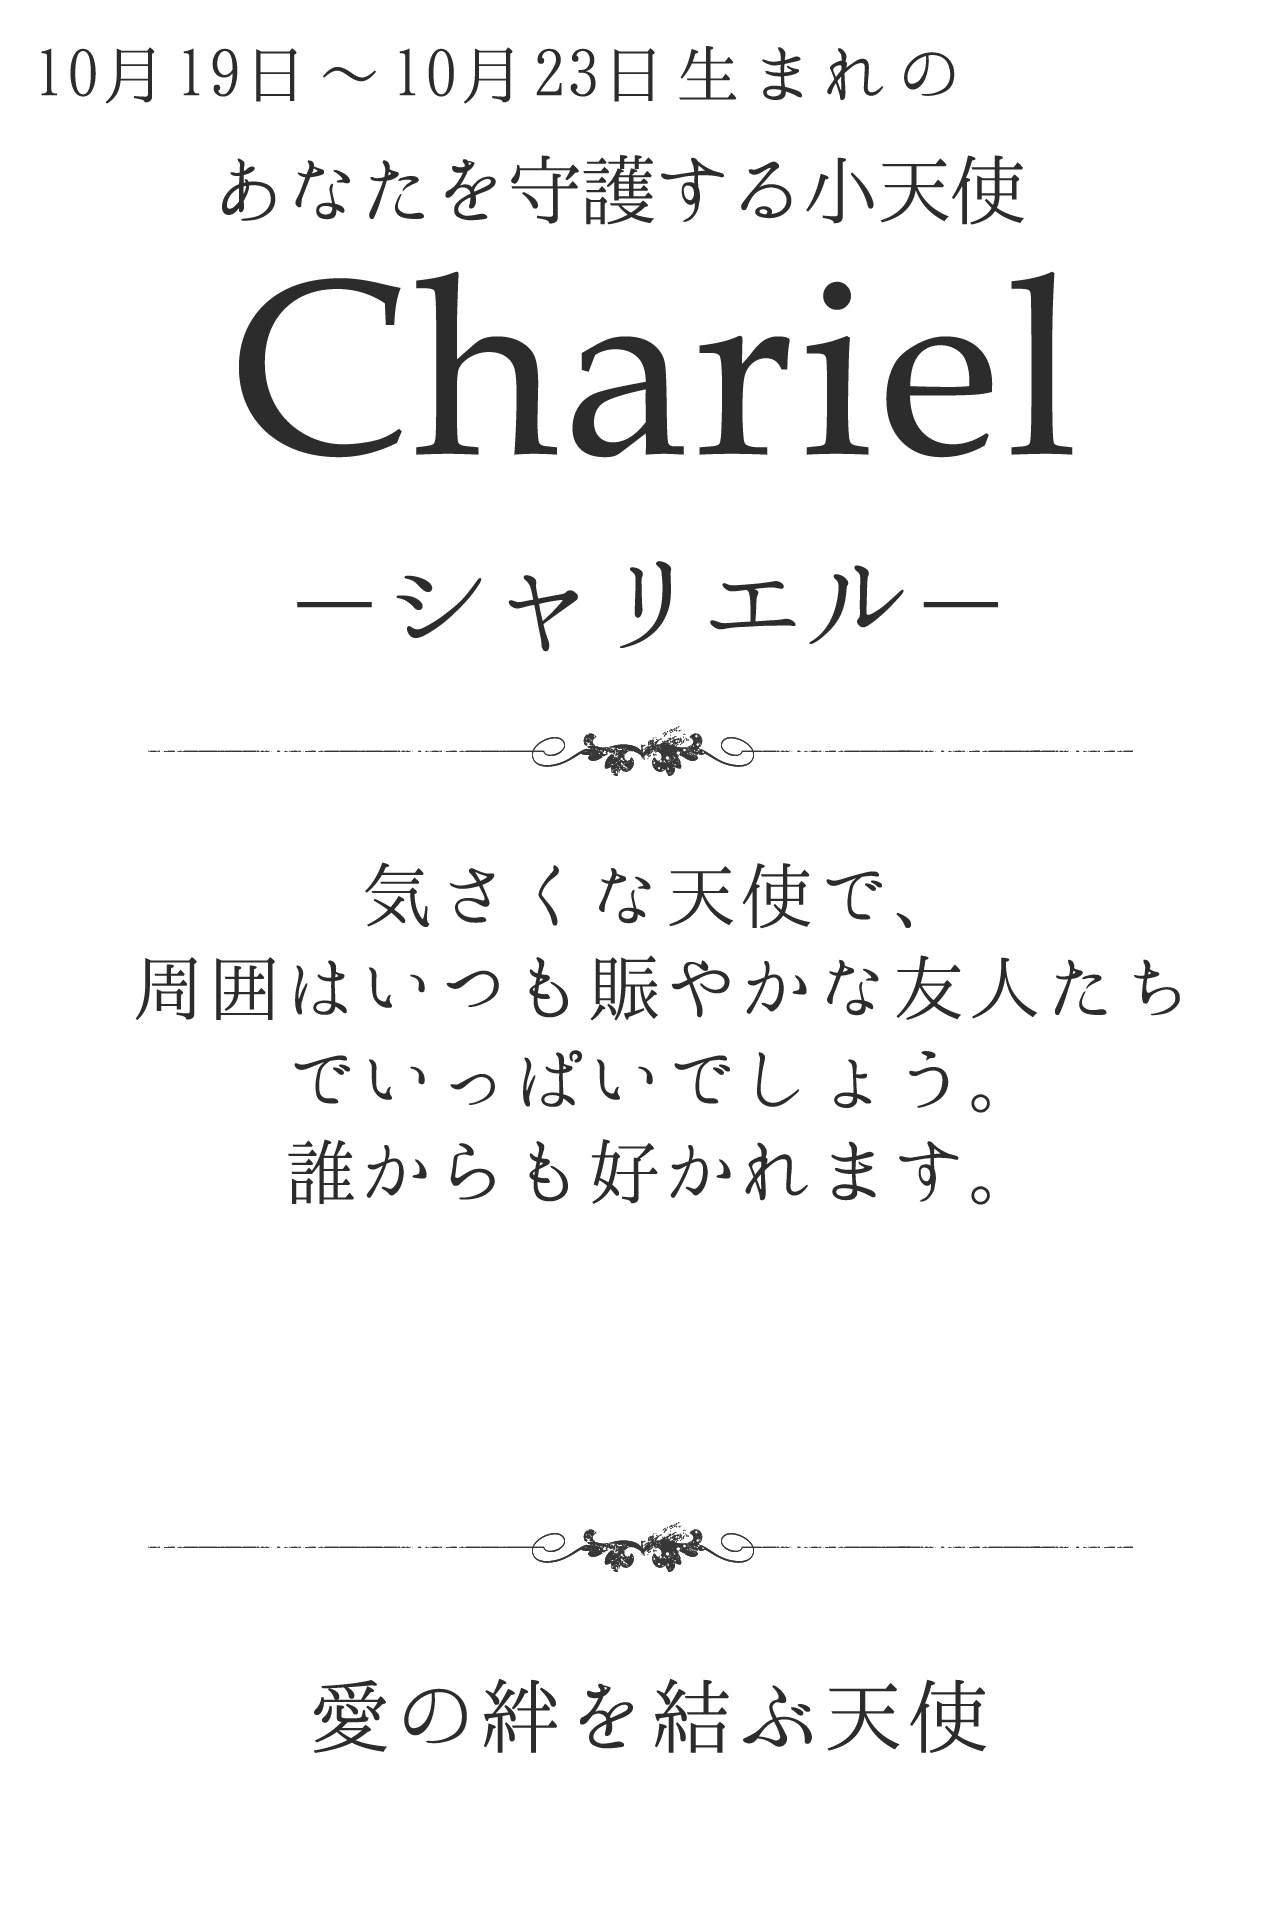 10月19日～10月23日生まれの
あなたを守護する小天使
Chariel
－シャリエル－
気さくな天使で、
周囲はいつも賑やかな友人たち
でいっぱいでしょう。
誰からも好かれます。
愛の絆を結ぶ天使